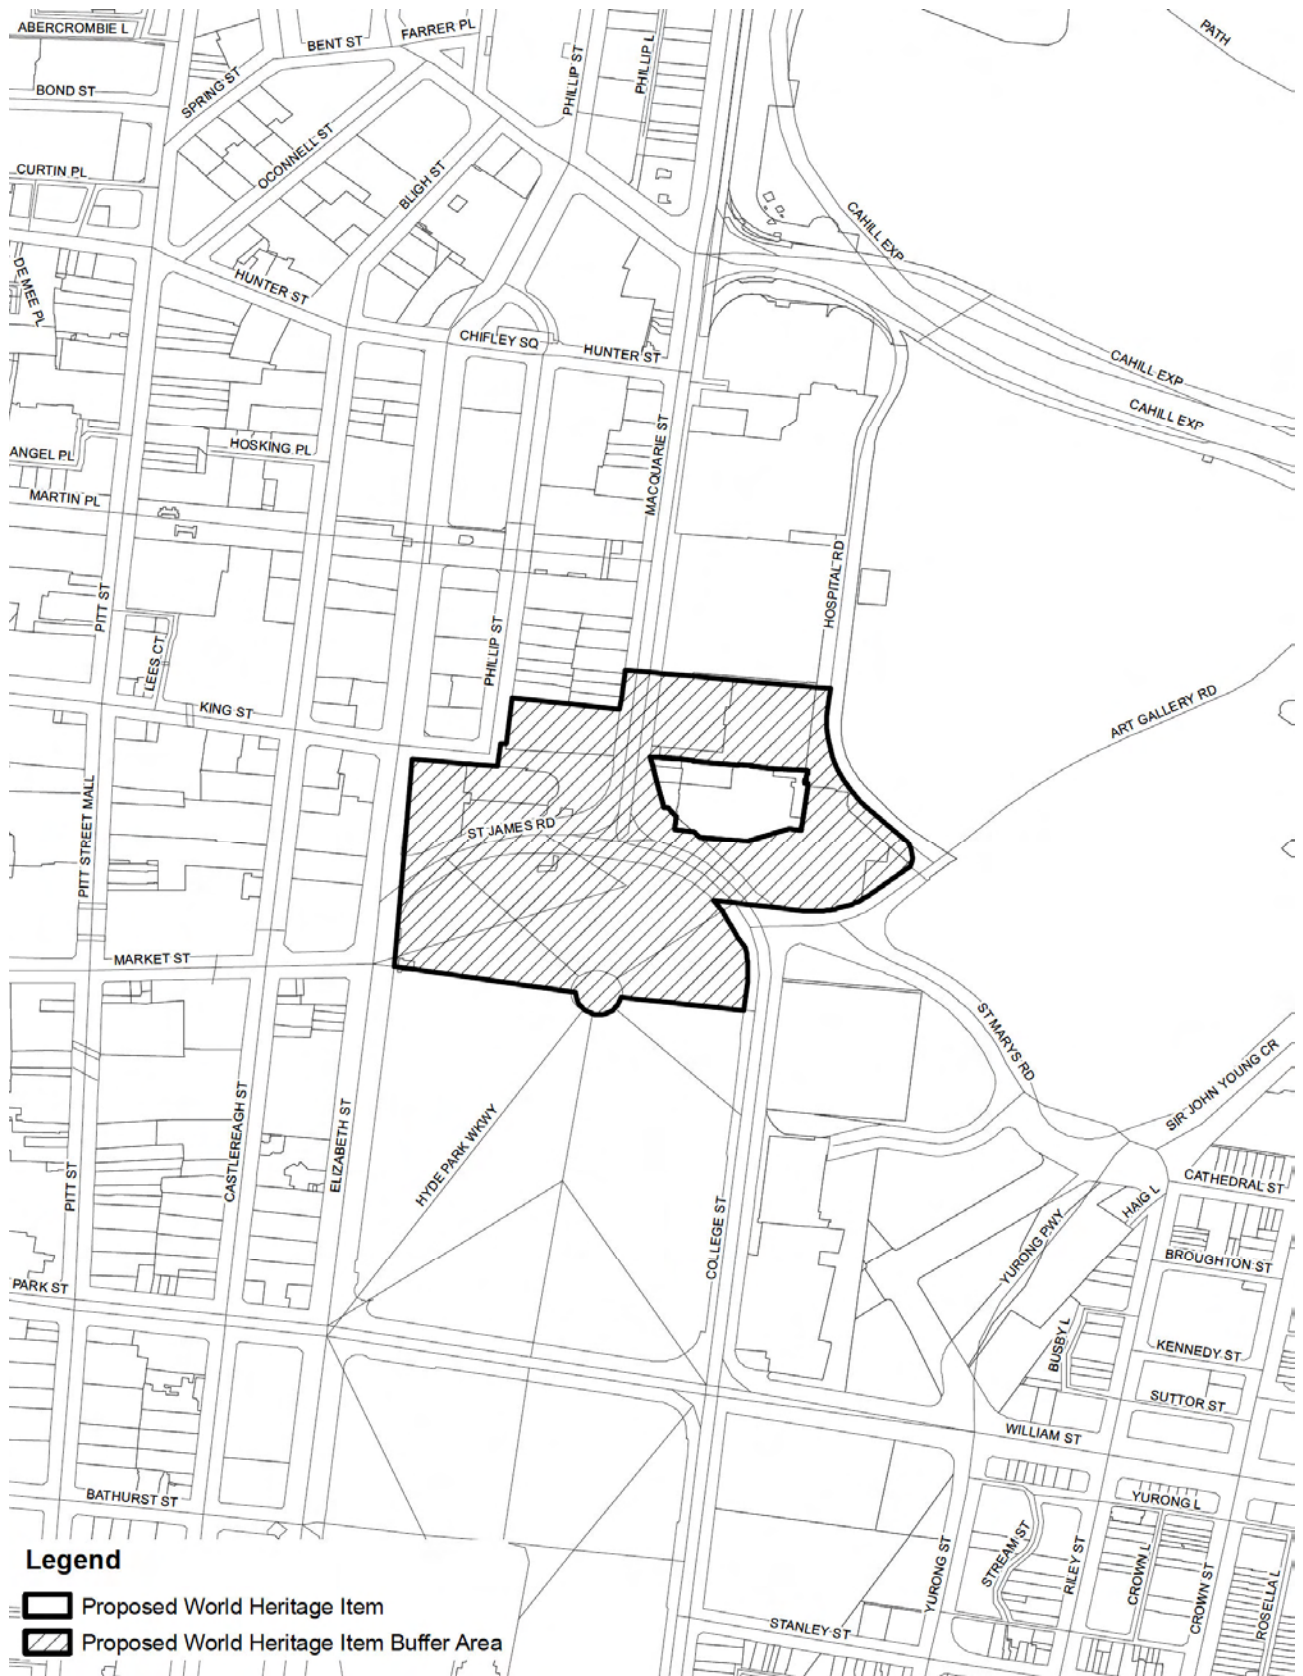 ABERCROMBIE L
BENT ST
FARRER PL
PATH
BOND ST
SPRING ST
PHILLIP ST
PHILLIP L
OCONNELL ST
BLIGH ST
CURTIN PL
CAHILL EXP
DE MEE PL
HUNTER ST
CHIFLEY SQ
HUNTER ST
CAHILL EXP
CAHILL EXP
MACQUARIE ST
ANGEL PL
HOSKING PL
MARTIN PL
HOSPITAL RD
PITT ST
LEES CT
PHILLIP ST
KING ST
ART GALLERY RD
PITT STREET MALL
ST JAMES RD
MARKET ST
ST MARYS RD
SIR JOHN YOUNG CR
CASTLEREAGH ST
ELIZABETH ST
HYDE PARK WKWY
PITT ST
COLLEGE ST
CATHEDRAL ST
HAIG L
YURONG PWY
BROUGHTON ST
PARK ST
BUSBY L
KENNEDY ST
SUTTOR ST
WILLIAM ST
BATHURST ST
YURONG L
STREAM ST
RILEY ST
CROWN L
CROWN ST
ROSELLA L
YURONG ST
STANLEY ST
Legend
Proposed World Heritage Item
Proposed World Heritage Item Buffer Area